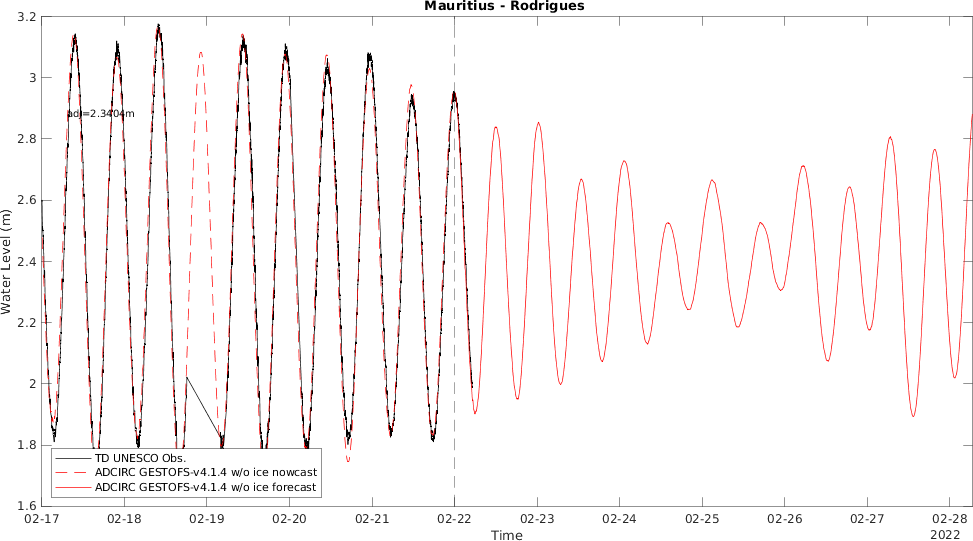 Mauritius - Rodrigues
3.2
3
2.8
2.6
2.4
2.2
2
1.8
1.6
Water Level (m)
adj=2.3404m
TD UNESCO Obs.
ADCIRC GESTOFS-v4.1.4 w/o ice nowcast
ADCIRC GESTOFS-v4.1.4 w/o ice forecast
02-17 02-18 02-19 02-20 02-21 02-22 02-23 02-24 02-25 02-26 02-27 02-28
2022
Time